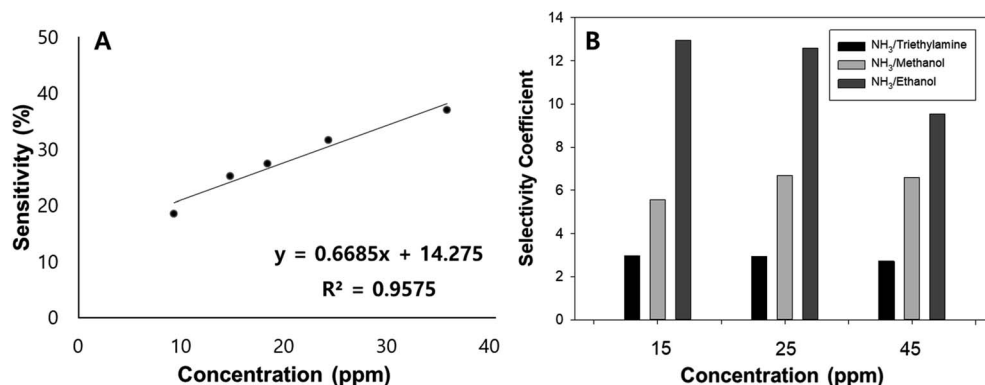 A
50
40
30
20
10
0
Sensitivity (%)
y = 0.6685x + 14.275
R² = 0.9575
0 10 20 30 40
Concentration (ppm)
B
14
12
10
8
6
4
2
0
Selectivity Coefficient
NH₃/Triethylamine
NH₃/Methanol
NH₃/Ethanol
15 25 45
Concentration (ppm)